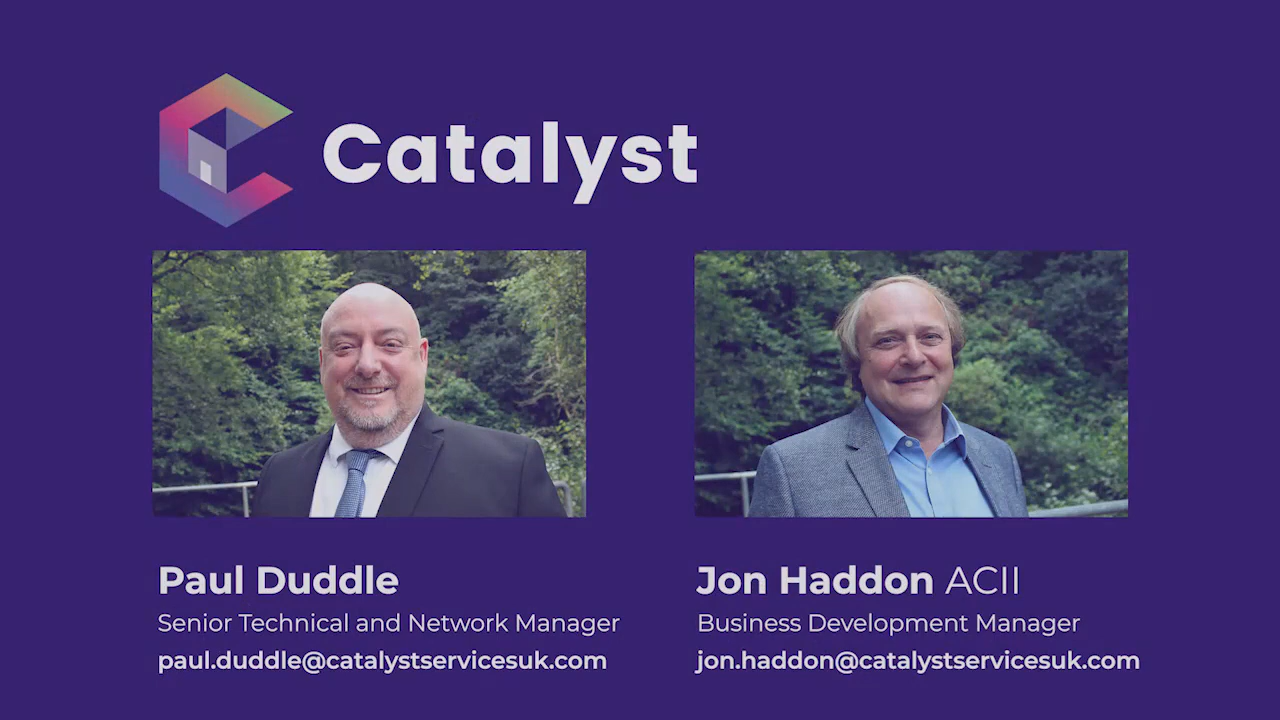 Catalyst
Paul Duddle
Senior Technical and Network Manager
paul.duddle@catalystservicesuk.com
Jon Haddon ACII
Business Development Manager
jon.haddon@catalystservicesuk.com